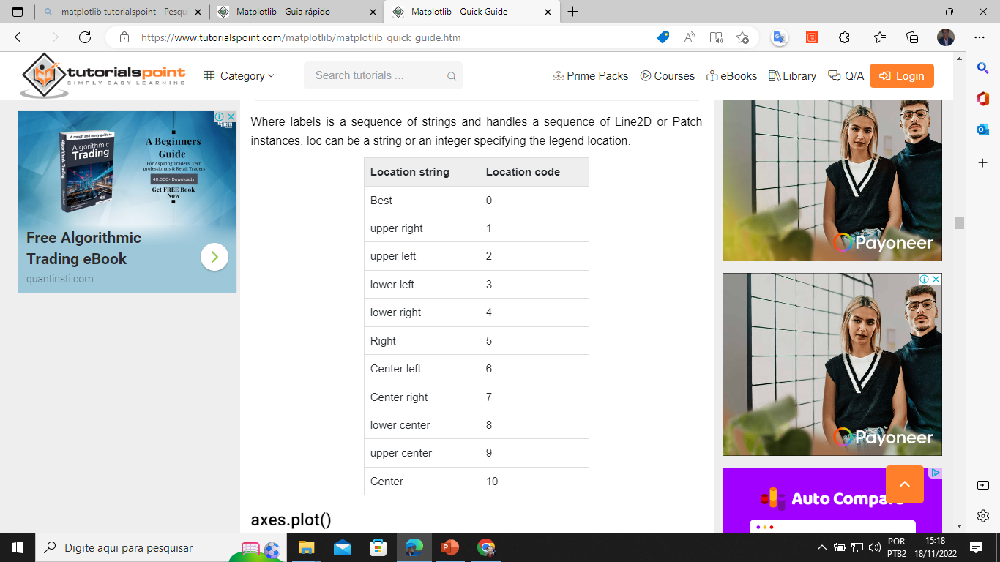 matplotlib tutorialspoint - Pesqu
Matplotlib - Guia rápido
Matplotlib - Quick Guide
https://www.tutorialspoint.com/matplotlib/matplotlib_quick_guide.htm
tutorialspoint
SIMPLY EASY LEARNING
Category
Search tutorials ...
Prime Packs
Courses
eBooks
Library
Q/A
Login
A rough and ready guide to
Algorithmic
Trading
Algorithmic Trading
A Beginners
Guide
For Aspiring Traders, Tech
professionals & Retail Traders
40,000+ Downloads
Get FREE Book
Now
Free Algorithmic
Trading eBook
quantinsti.com
Where labels is a sequence of strings and handles a sequence of Line2D or Patch
instances. loc can be a string or an integer specifying the legend location.
Location string Location code
Best 0
upper right 1
upper left 2
lower left 3
lower right 4
Right 5
Center left 6
Center right 7
lower center 8
upper center 9
Center 10
axes.plot()
Payoneer
Payoneer
Auto Compare
Digite aqui para pesquisar
POR
PTB2
15:18
18/11/2022